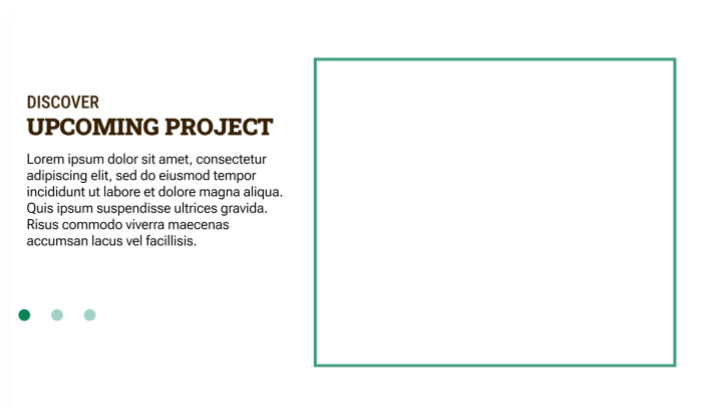 DISCOVER
UPCOMING PROJECT
Lorem ipsum dolor sit amet, consectetur
adipiscing elit, sed do eiusmod tempor
incididunt ut labore et dolore magna aliqua.
Quis ipsum suspendisse ultrices gravida.
Risus commodo viverra maecenas
accumsan lacus vel facillisis.